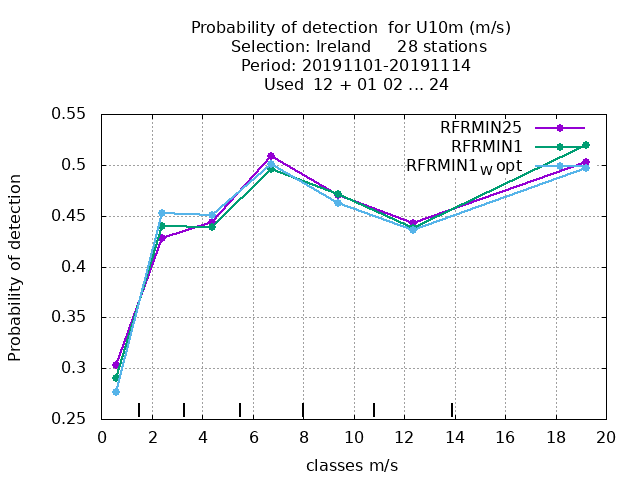 Probability of detection  for U10m (m/s)
Selection: Ireland     28 stations
Period: 20191101-20191114
Used  12 + 01 02 ... 24
0.55
0.5
0.45
0.4
0.35
0.3
0.25
Probability of detection
RFRMIN25
RFRMIN1
RFRMIN1W opt
0 2 4 6 8 10 12 14 16 18 20
classes m/s